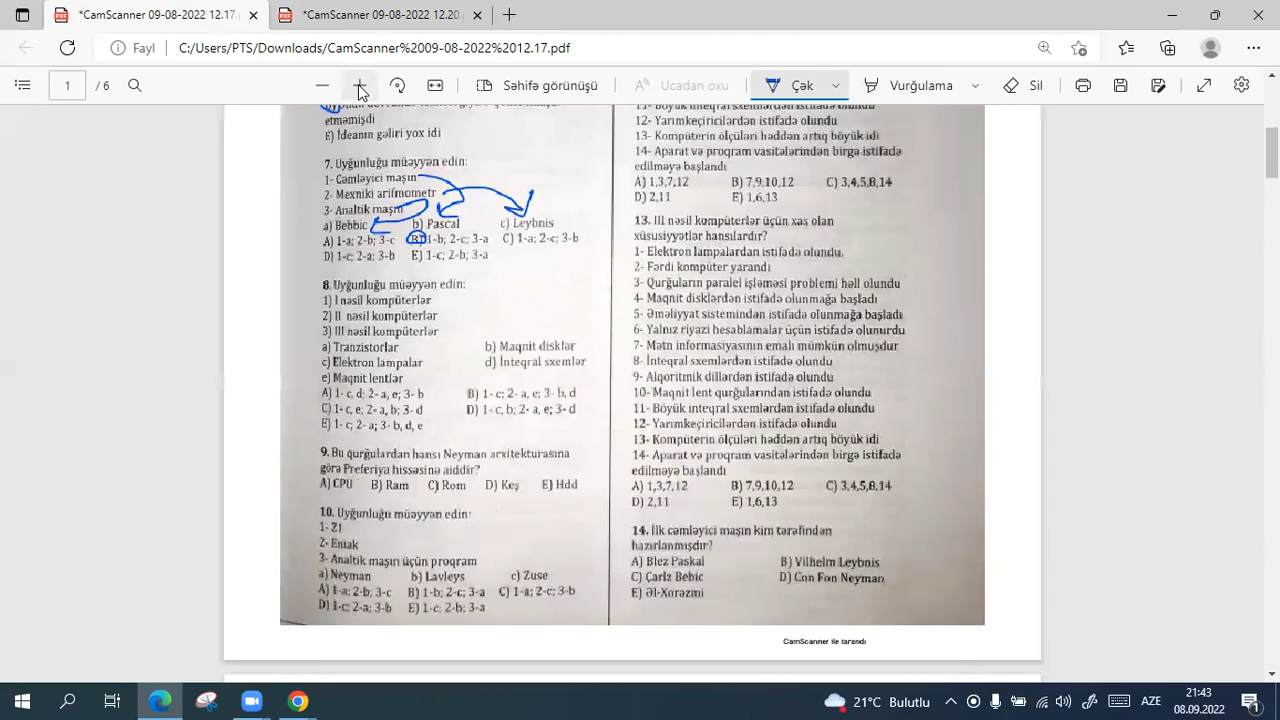 *CamScanner 09-08-2022 12.17.p
*CamScanner 09-08-2022 12.20.
Fayl
C:/Users/PTS/Downloads/CamScanner%2009-08-2022%2012.17.pdf
1 / 6
Səhifə görünüşü
Ucadan oxu
Çək
Vurğulama
Sil
etməmişdi
E) İdeanın gəliri yox idi
7. Uyğunluğu müəyyən edin:
1- Cəmləyici maşın
2- Mexniki arifmometr
3- Analtik maşın
a) Bebbic b) Pascal c) Leybnis
A) 1-a; 2-b; 3-c B) 1-b; 2-c; 3-a C) 1-a; 2-c; 3-b
D) 1-c; 2-a; 3-b E) 1-c; 2-b; 3-a
8. Uyğunluğu müəyyən edin:
1) I nəsil kompüterlər
2) II nəsil kompüterlər
3) III nəsil kompüterlər
a) Tranzistorlar b) Maqnit disklər
c) Elektron lampalar d) İnteqral sxemlər
e) Maqnit lentlər
A) 1- c, d; 2- a, e; 3- b B) 1- c; 2- a, e; 3- b, d
C) 1- c, e; 2- a, b; 3- d D) 1- c, b; 2- a, e; 3- d
E) 1- c; 2- a; 3- b, d, e
9. Bu qurğulardan hansı Neyman arxitekturasına
görə Preferiya hissəsinə aiddir?
A) CPU B) Ram C) Rom D) Keş E) Hdd
10. Uyğunluğu müəyyən edin:
1- Z1
2- Emak
3- Analtik maşın üçün proqram
a) Neyman b) Lavleys c) Zuse
A) 1-a; 2-b; 3-c B) 1-b; 2-c; 3-a C) 1-a; 2-c; 3-b
D) 1-c; 2-a; 3-b E) 1-c; 2-b; 3-a
11- Böyük inteqral sxemlərdən istifadə olundu
12- Yarımkeçiricilərdən istifadə olundu
13- Kompüterin ölçüləri həddən artıq böyük idi
14- Aparat və proqram vasitələrindən birgə istifadə
edilməyə başlandı
A) 1,3,7,12 B) 7,9,10,12 C) 3,4,5,8,14
D) 2,11 E) 1,6,13
13. III nəsil kompüterlər üçün xas olan
xüsusiyyətlər hansılardır?
1- Elektron lampalardan istifadə olundu.
2- Fərdi kompüter yarandı
3- Qurğuların paralel işləməsi problemi həll olundu
4- Maqnit disklərdən istifadə olunmağa başladı
5- Əməliyyat sistemindən istifadə olunmağa başladı
6- Yalnız riyazi hesablamalar üçün istifadə olunurdu
7- Mətn informasiyasının emalı mümkün olmuşdur
8- İnteqral sxemlərdən istifadə olundu
9- Alqoritmik dillərdən istifadə olundu
10- Maqnit lent qurğularından istifadə olundu
11- Böyük inteqral sxemlərdən istifadə olundu
12- Yarımkeçiricilərdən istifadə olundu
13- Kompüterin ölçüləri həddən artıq böyük idi
14- Aparat və proqram vasitələrindən birgə istifadə
edilməyə başlandı
A) 1,3,7,12 B) 7,9,10,12 C) 3,4,5,8,14
D) 2,11 E) 1,6,13
14. İlk cəmləyici maşın kim tərəfindən
hazırlanmışdır?
A) Blez Paskal B) Vilhelm Leybnis
C) Çarlz Bebic D) Con Fon Neyman
E) Əl-Xorəzmi
CamScanner ilə tarandı
21°C Bulutlu
AZE
21:43
08.09.2022